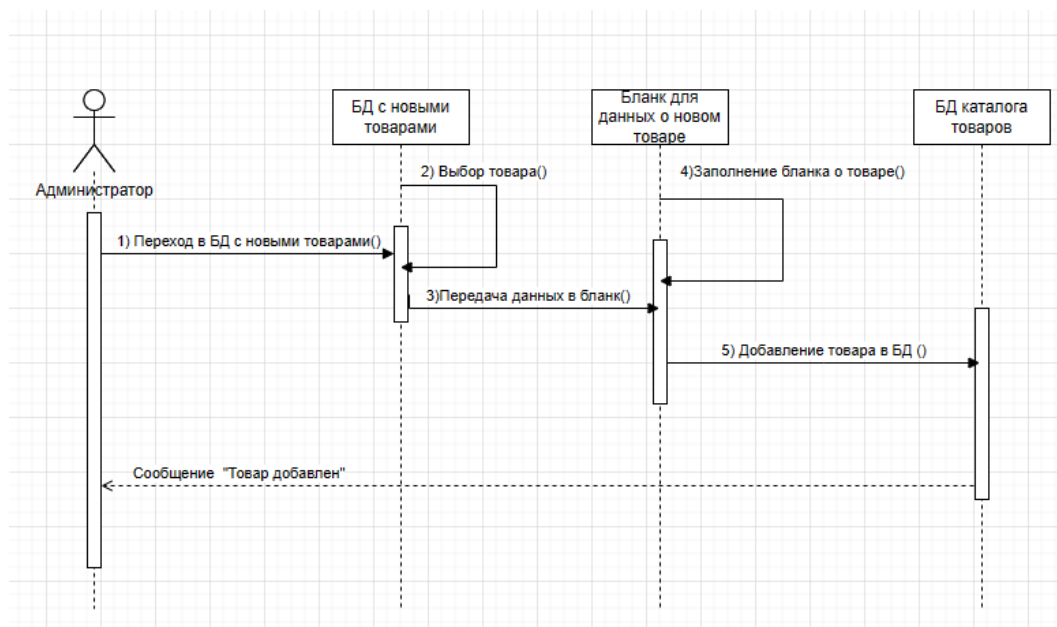 БД с новыми
товарами
Бланк для
данных о новом
товаре
БД каталога
товаров
Администратор
2) Выбор товара()
4)Заполнение бланка о товаре()
1) Переход в БД с новыми товарами()
3)Передача данных в бланк()
5) Добавление товара в БД ()
Сообщение "Товар добавлен"